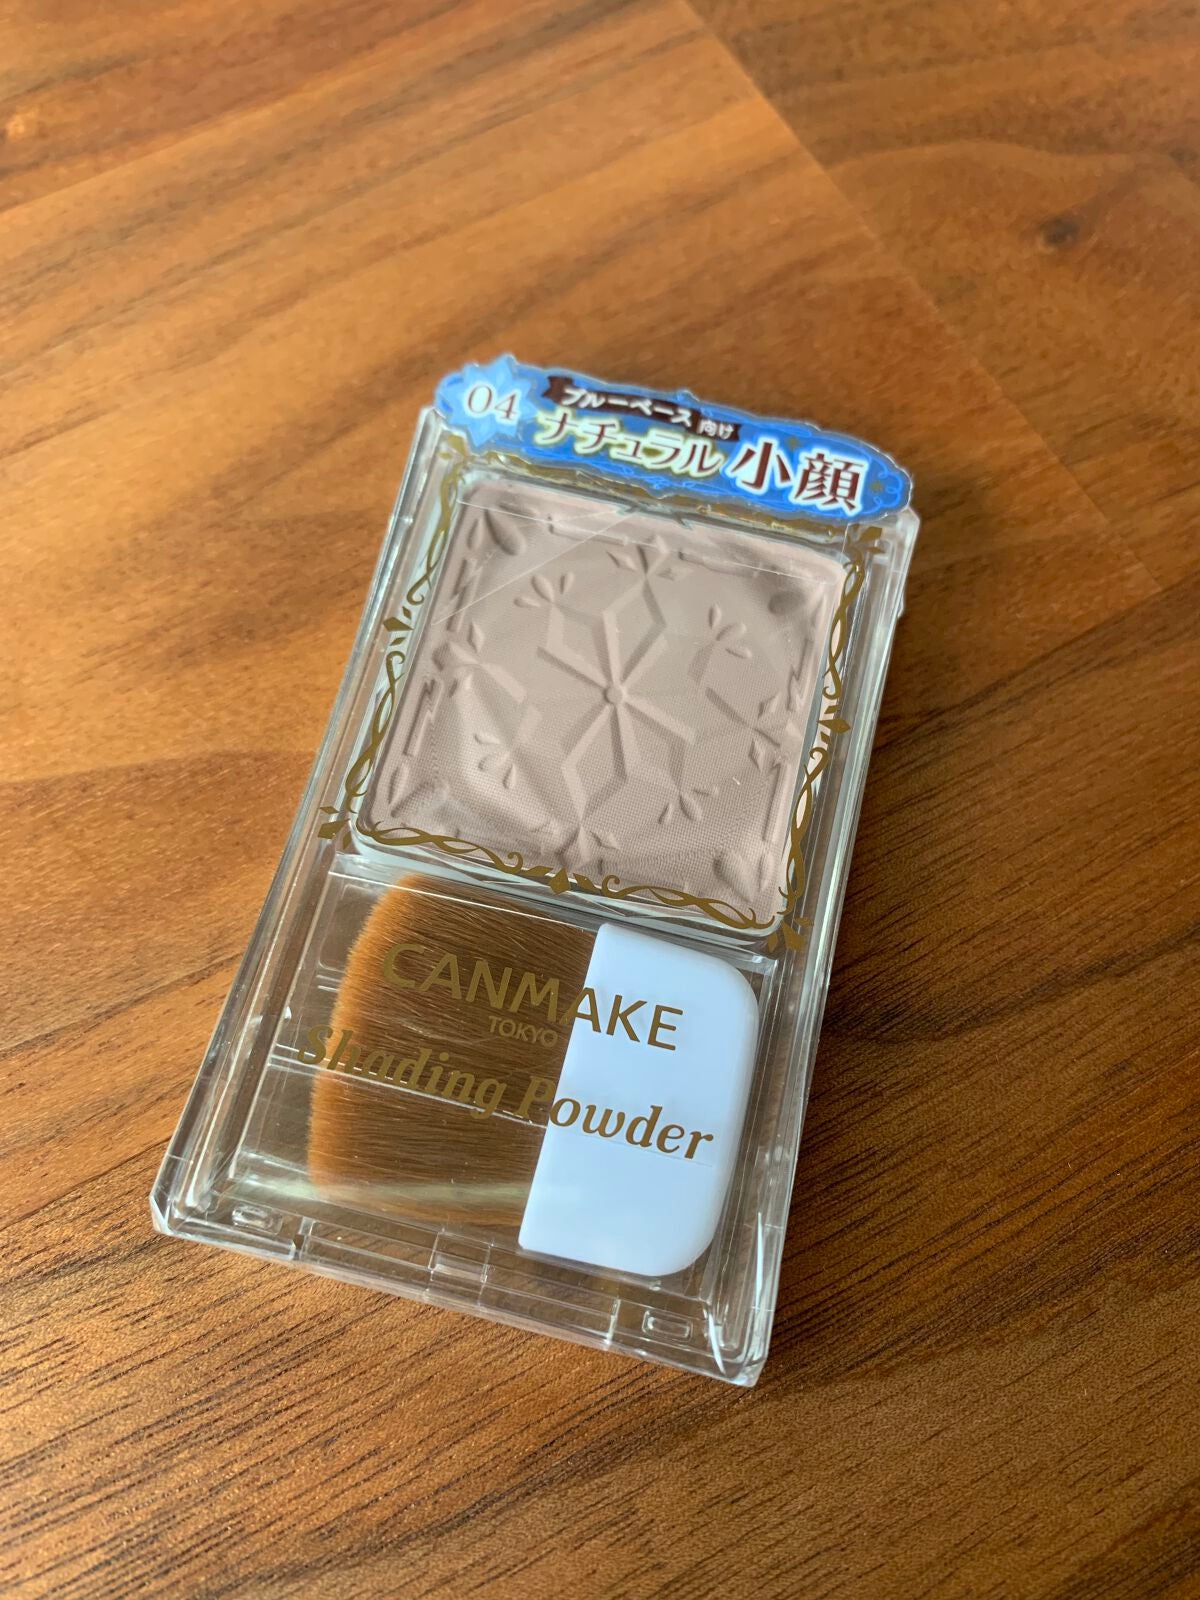 04
ブルーベース向け
ナチュラル小顔
CANMAKE
TOKYO
Shading Powder